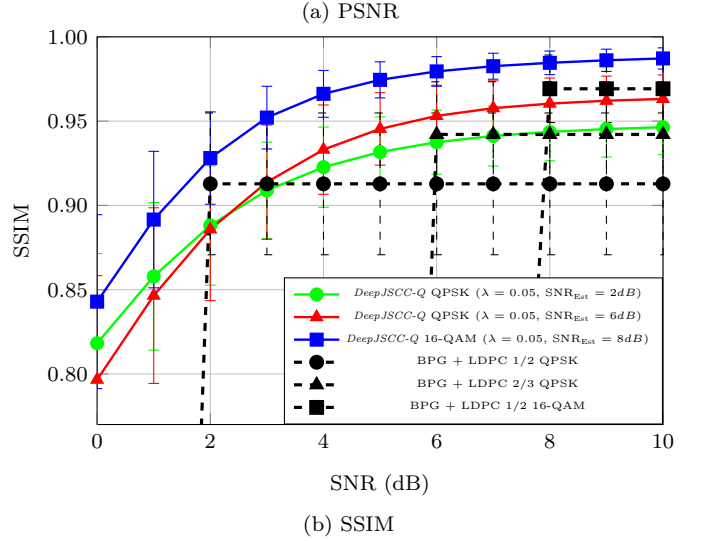 (a) PSNR
1.00
0.95
0.90
0.85
0.80
SSIM
DeepJSCC-Q QPSK (λ = 0.05, SNR_Est = 2dB)
DeepJSCC-Q QPSK (λ = 0.05, SNR_Est = 6dB)
DeepJSCC-Q 16-QAM (λ = 0.05, SNR_Est = 8dB)
BPG + LDPC 1/2 QPSK
BPG + LDPC 2/3 QPSK
BPG + LDPC 1/2 16-QAM
0 2 4 6 8 10
SNR (dB)
(b) SSIM